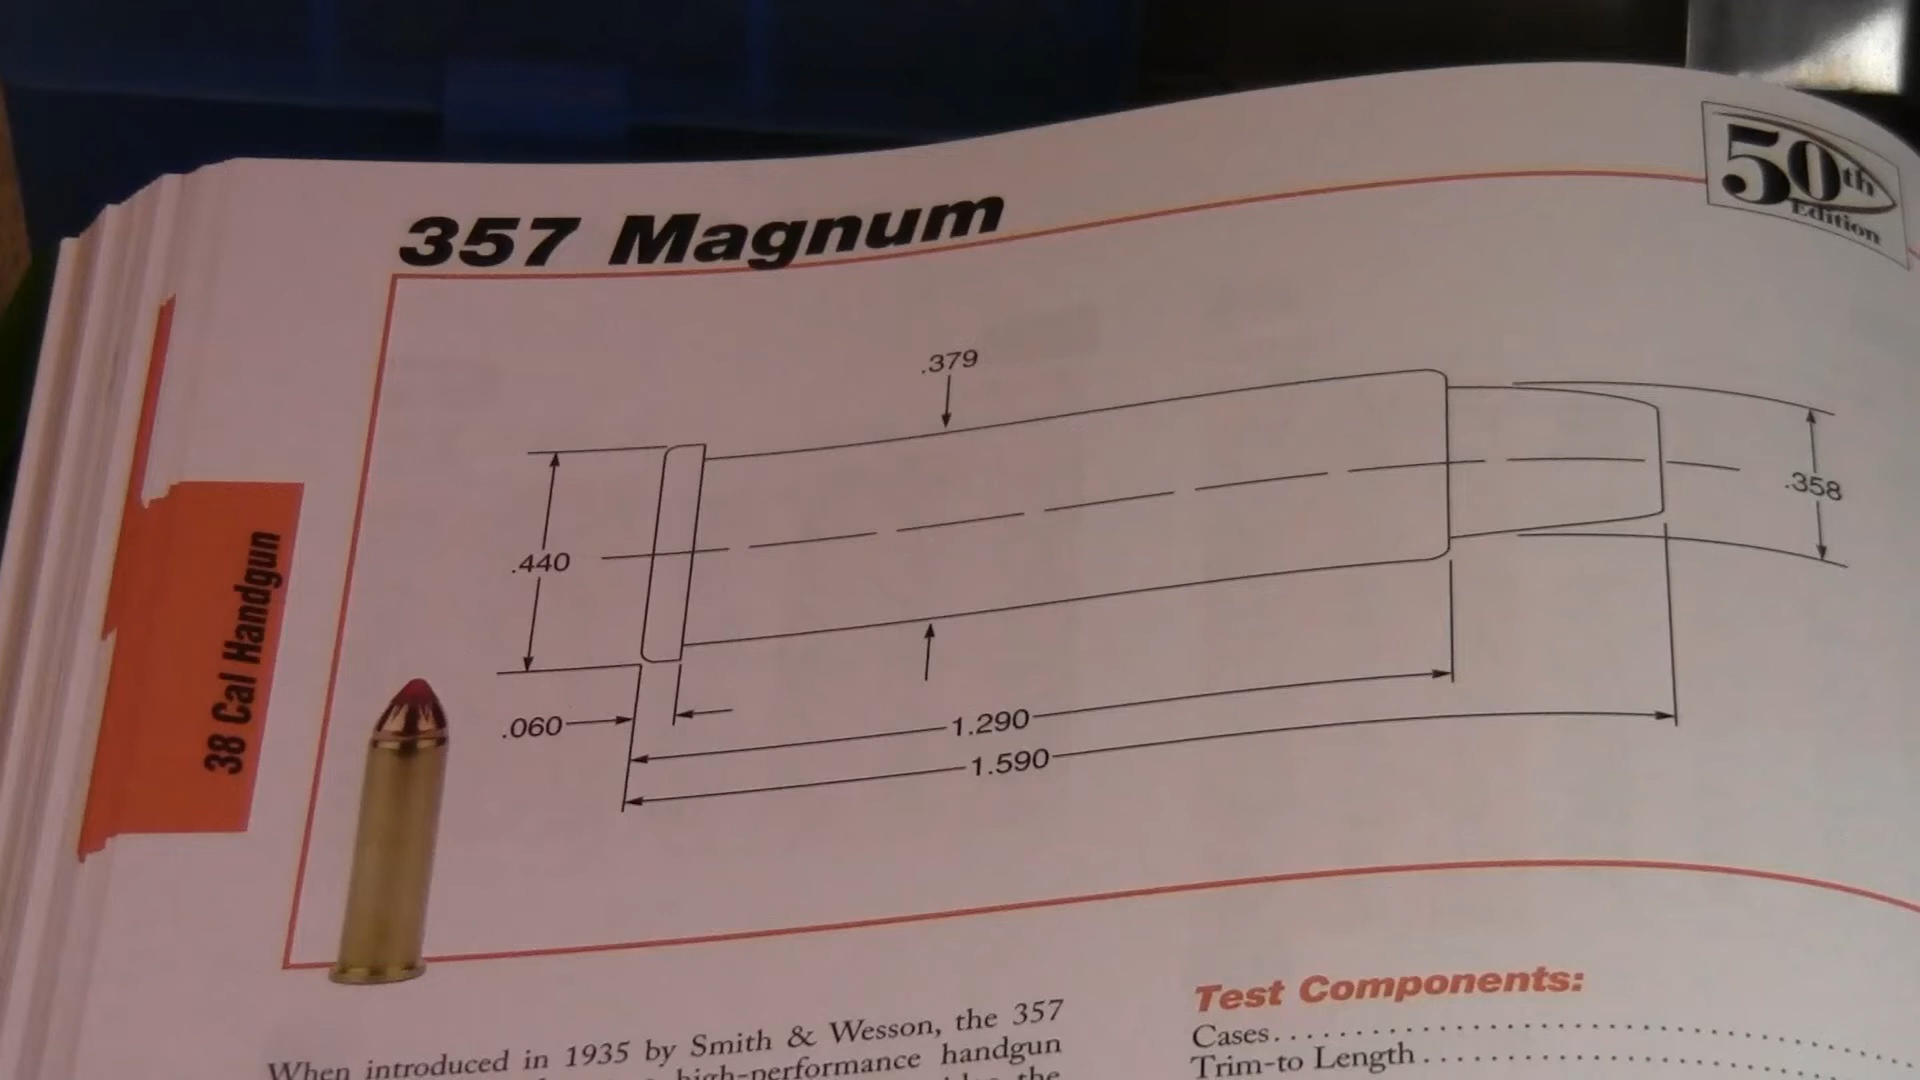 50th
Edition
357 Magnum
.379
.358
.440
.060
1.290
1.590
38 Cal Handgun
When introduced in 1935 by Smith & Wesson, the 357
high-performance handgun
the
Test Components:
Cases
Trim-to Length